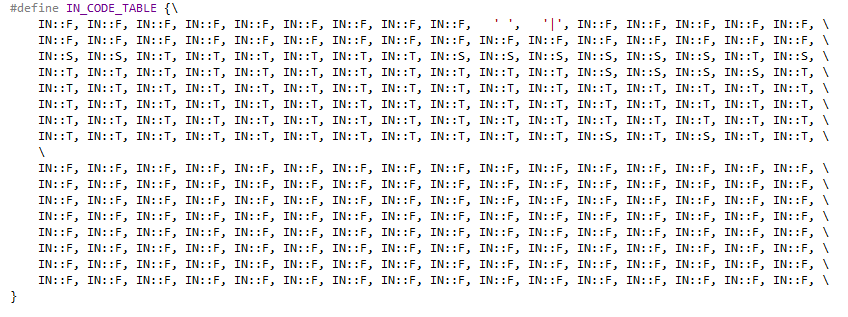 #define IN_CODE_TABLE {\
IN::F, IN::F, IN::F, IN::F, IN::F, IN::F, IN::F, IN::F, IN::F,   ' ',   '|', IN::F, IN::F, IN::F, IN::F, IN::F, \
IN::F, IN::F, IN::F, IN::F, IN::F, IN::F, IN::F, IN::F, IN::F, IN::F, IN::F, IN::F, IN::F, IN::F, IN::F, IN::F, \
IN::S, IN::S, IN::T, IN::T, IN::T, IN::T, IN::T, IN::T, IN::S, IN::S, IN::S, IN::S, IN::S, IN::S, IN::T, IN::S, \
IN::T, IN::T, IN::T, IN::T, IN::T, IN::T, IN::T, IN::T, IN::T, IN::T, IN::T, IN::S, IN::S, IN::S, IN::S, IN::T, \
IN::T, IN::T, IN::T, IN::T, IN::T, IN::T, IN::T, IN::T, IN::T, IN::T, IN::T, IN::T, IN::T, IN::T, IN::T, IN::T, \
IN::T, IN::T, IN::T, IN::T, IN::T, IN::T, IN::T, IN::T, IN::T, IN::T, IN::T, IN::T, IN::T, IN::T, IN::T, IN::T, \
IN::T, IN::T, IN::T, IN::T, IN::T, IN::T, IN::T, IN::T, IN::T, IN::T, IN::T, IN::T, IN::T, IN::T, IN::T, IN::T, \
IN::T, IN::T, IN::T, IN::T, IN::T, IN::T, IN::T, IN::T, IN::T, IN::T, IN::T, IN::S, IN::T, IN::S, IN::T, IN::T, \
\
IN::F, IN::F, IN::F, IN::F, IN::F, IN::F, IN::F, IN::F, IN::F, IN::F, IN::F, IN::F, IN::F, IN::F, IN::F, IN::F, \
IN::F, IN::F, IN::F, IN::F, IN::F, IN::F, IN::F, IN::F, IN::F, IN::F, IN::F, IN::F, IN::F, IN::F, IN::F, IN::F, \
IN::F, IN::F, IN::F, IN::F, IN::F, IN::F, IN::F, IN::F, IN::F, IN::F, IN::F, IN::F, IN::F, IN::F, IN::F, IN::F, \
IN::F, IN::F, IN::F, IN::F, IN::F, IN::F, IN::F, IN::F, IN::F, IN::F, IN::F, IN::F, IN::F, IN::F, IN::F, IN::F, \
IN::F, IN::F, IN::F, IN::F, IN::F, IN::F, IN::F, IN::F, IN::F, IN::F, IN::F, IN::F, IN::F, IN::F, IN::F, IN::F, \
IN::F, IN::F, IN::F, IN::F, IN::F, IN::F, IN::F, IN::F, IN::F, IN::F, IN::F, IN::F, IN::F, IN::F, IN::F, IN::F, \
IN::F, IN::F, IN::F, IN::F, IN::F, IN::F, IN::F, IN::F, IN::F, IN::F, IN::F, IN::F, IN::F, IN::F, IN::F, IN::F, \
IN::F, IN::F, IN::F, IN::F, IN::F, IN::F, IN::F, IN::F, IN::F, IN::F, IN::F, IN::F, IN::F, IN::F, IN::F, IN::F, \
}